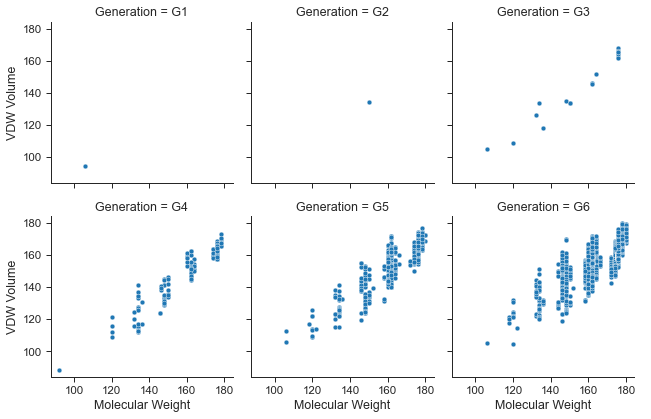 Generation = G1
Generation = G2
Generation = G3
180
160
140
120
100
VDW Volume
Generation = G4
Generation = G5
Generation = G6
180
160
140
120
100
VDW Volume
100 120 140 160 180
100 120 140 160 180
100 120 140 160 180
Molecular Weight
Molecular Weight
Molecular Weight